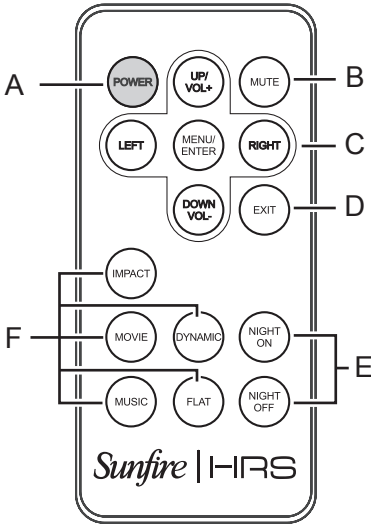 A
POWER
UP/
VOL+
MUTE
B
LEFT
MENU/
ENTER
RIGHT
C
DOWN
VOL-
EXIT
D
IMPACT
F
MOVIE
DYNAMIC
NIGHT
ON
E
MUSIC
FLAT
NIGHT
OFF
Sunfire | HRS